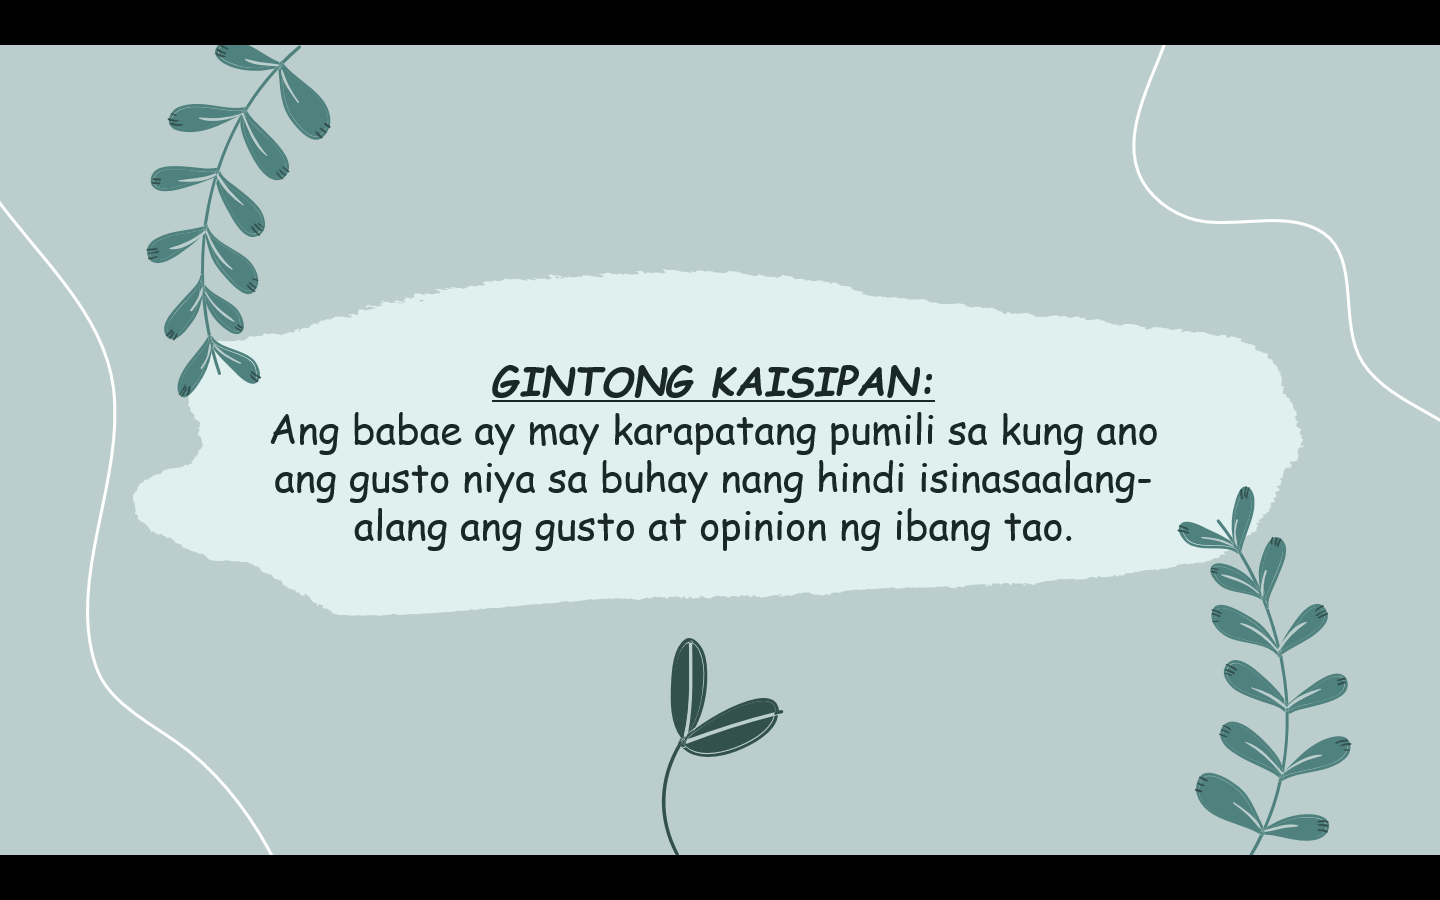 GINTONG KAISIPAN:
Ang babae ay may karapatang pumili sa kung ano
ang gusto niya sa buhay nang hindi isinasaalang-
alang ang gusto at opinion ng ibang tao.